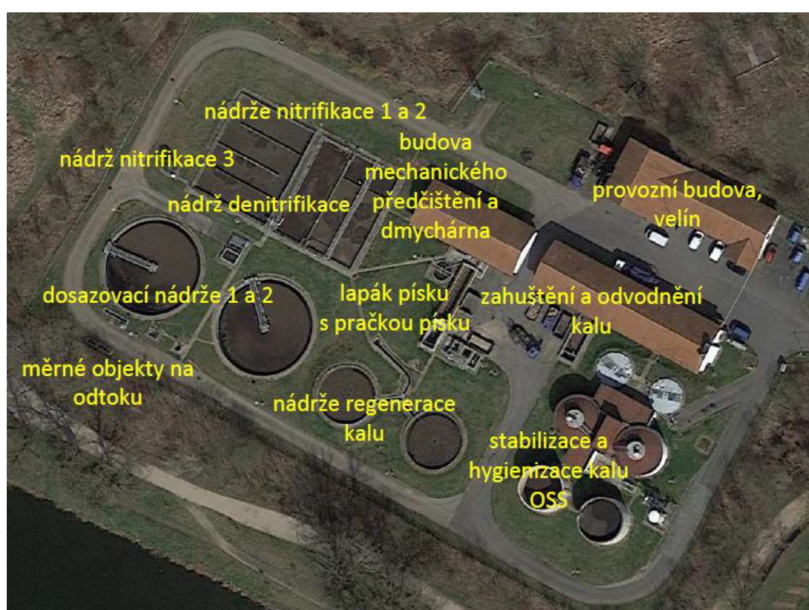 nádrže nitrifikace 1 a 2
budova
mechanického
předčištění a
dmychárna
nádrž nitrifikace 3
provozní budova,
velín
nádrž denitrifikace
dosazovací nádrže 1 a 2
lapák písku
s pračkou písku
zahuštění a odvodnění
kalu
měrné objekty na
odtoku
nádrže regenerace
kalu
stabilizace a
hygienizace kalu
OSS